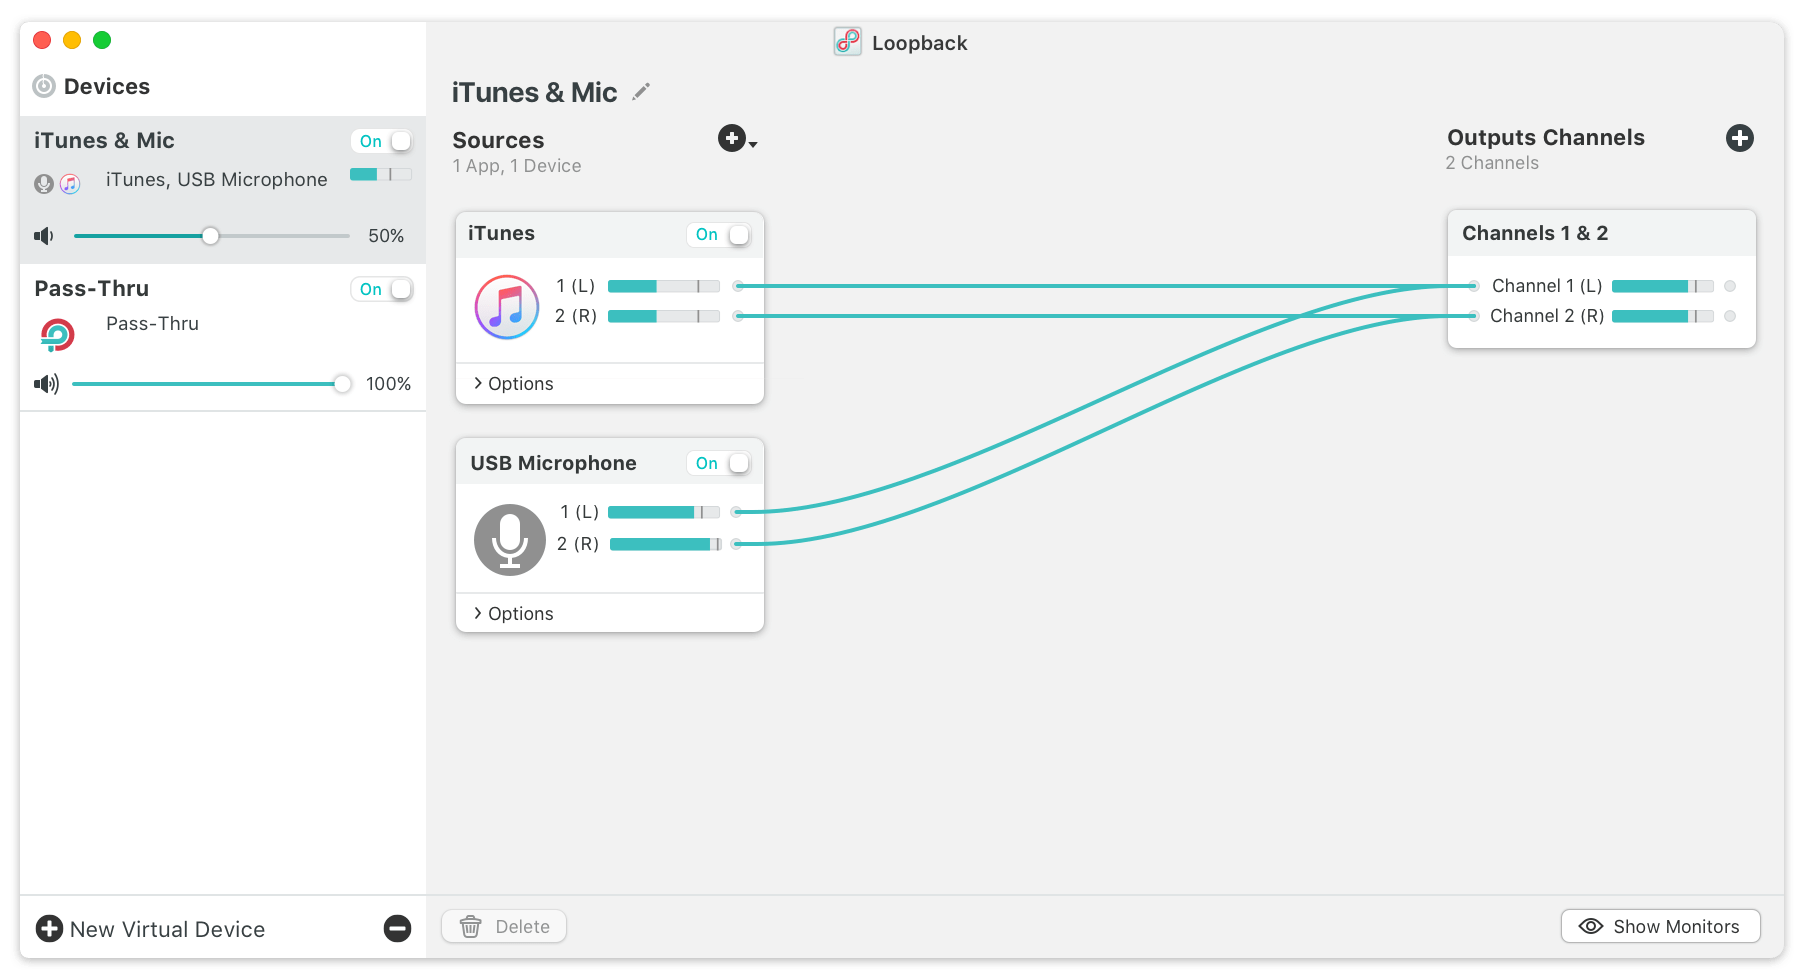 Loopback
Devices
iTunes & Mic
On
iTunes, USB Microphone
50%
Pass-Thru
On
Pass-Thru
100%
New Virtual Device
iTunes & Mic
Sources
1 App, 1 Device
iTunes
On
1 (L)
2 (R)
Options
USB Microphone
On
1 (L)
2 (R)
Options
Outputs Channels
2 Channels
Channels 1 & 2
Channel 1 (L)
Channel 2 (R)
Delete
Show Monitors